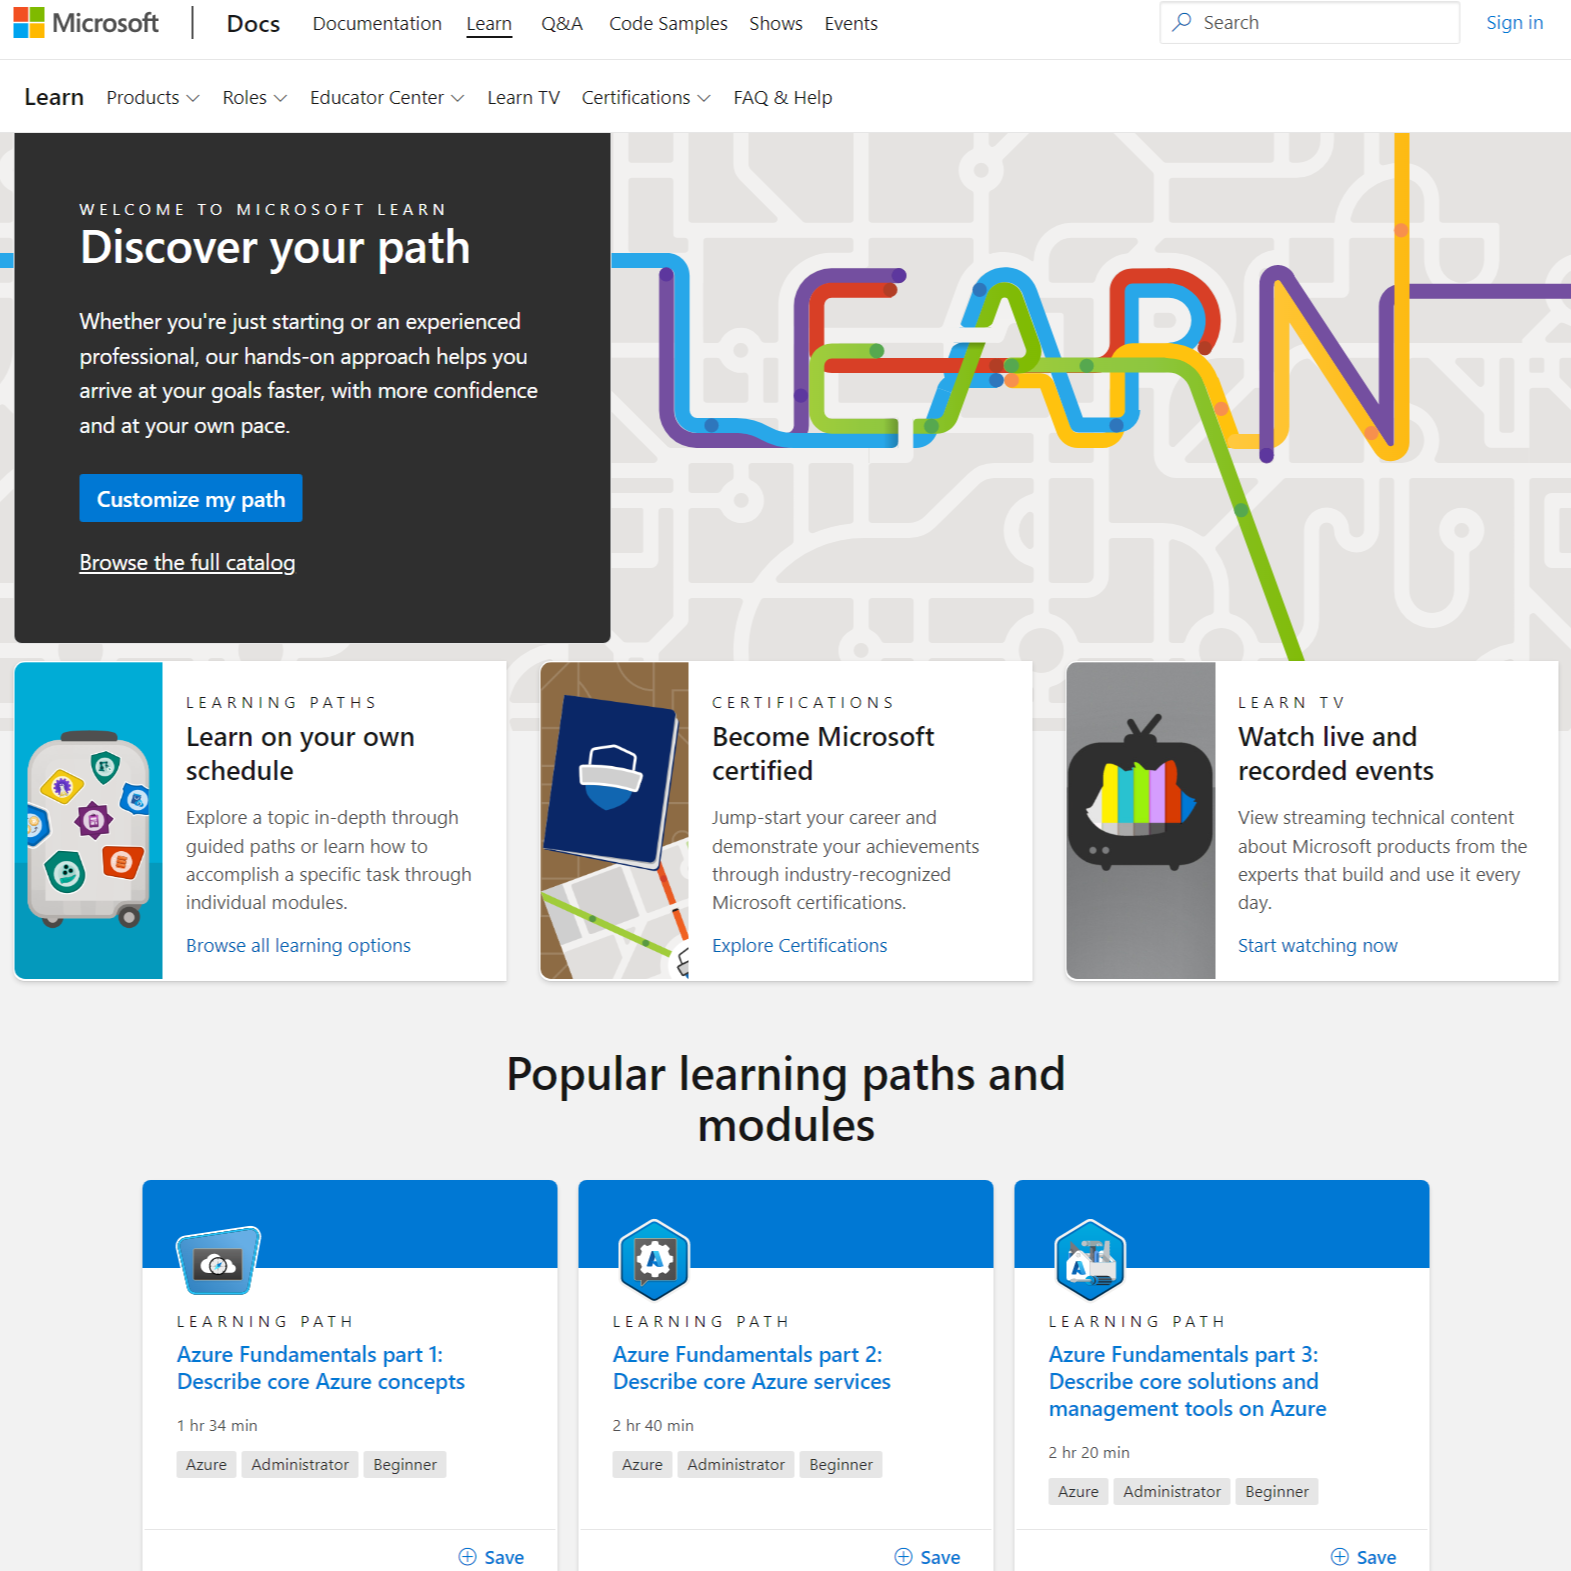 Microsoft | Docs Documentation Learn Q&A Code Samples Shows Events Search Sign in
Learn Products Roles Educator Center Learn TV Certifications FAQ & Help
WELCOME TO MICROSOFT LEARN
Discover your path
Whether you're just starting or an experienced
professional, our hands-on approach helps you
arrive at your goals faster, with more confidence
and at your own pace.
Customize my path
Browse the full catalog
LEARN
LEARNING PATHS
Learn on your own
schedule
Explore a topic in-depth through
guided paths or learn how to
accomplish a specific task through
individual modules.
Browse all learning options
CERTIFICATIONS
Become Microsoft
certified
Jump-start your career and
demonstrate your achievements
through industry-recognized
Microsoft certifications.
Explore Certifications
LEARN TV
Watch live and
recorded events
View streaming technical content
about Microsoft products from the
experts that build and use it every
day.
Start watching now
Popular learning paths and
modules
LEARNING PATH
Azure Fundamentals part 1:
Describe core Azure concepts
1 hr 34 min
Azure Administrator Beginner
Save
LEARNING PATH
Azure Fundamentals part 2:
Describe core Azure services
2 hr 40 min
Azure Administrator Beginner
Save
LEARNING PATH
Azure Fundamentals part 3:
Describe core solutions and
management tools on Azure
2 hr 20 min
Azure Administrator Beginner
Save